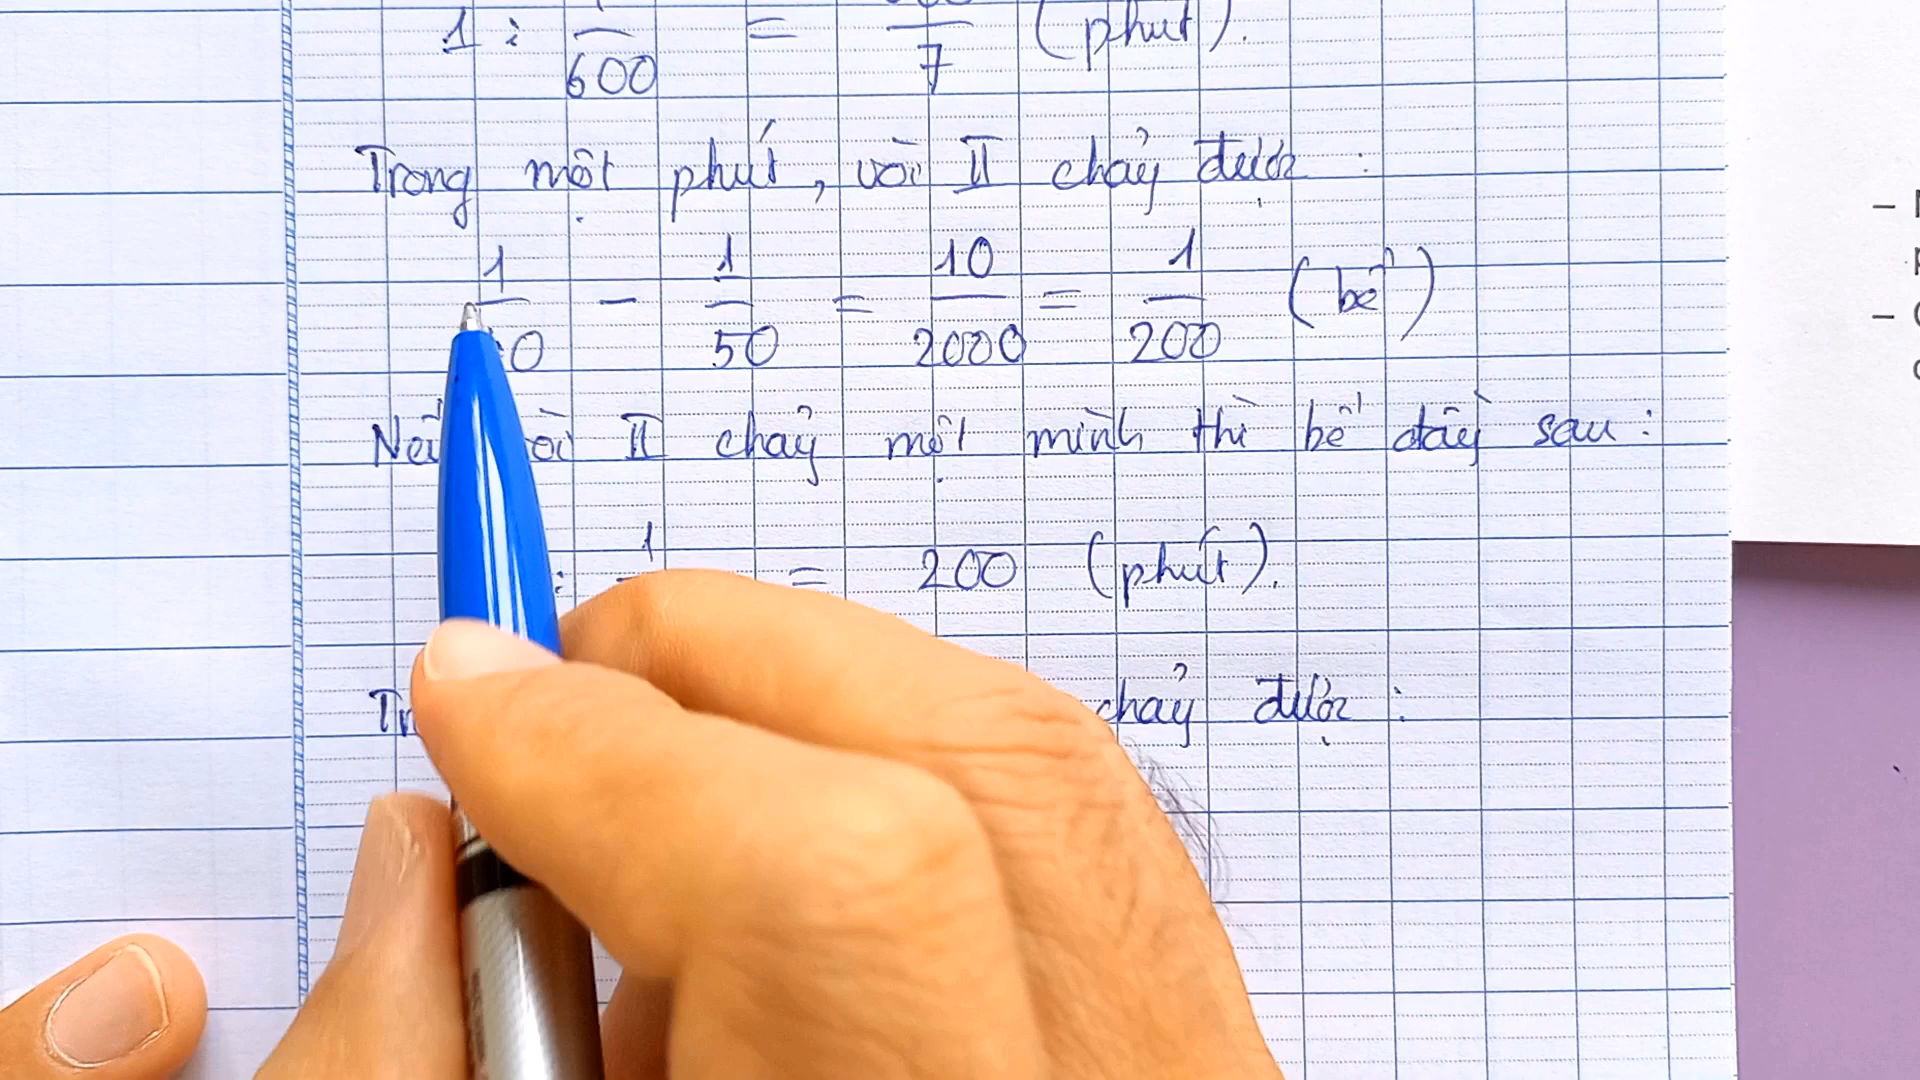 1 : /600 = /7 (phút).
Trong một phút, vòi II chảy được :
1/0 - 1/50 = 10/2000 = 1/200 (bể)
Nếu vòi II chảy một mình thì bể đầy sau :
: 1/ = 200 (phút).
chảy được :